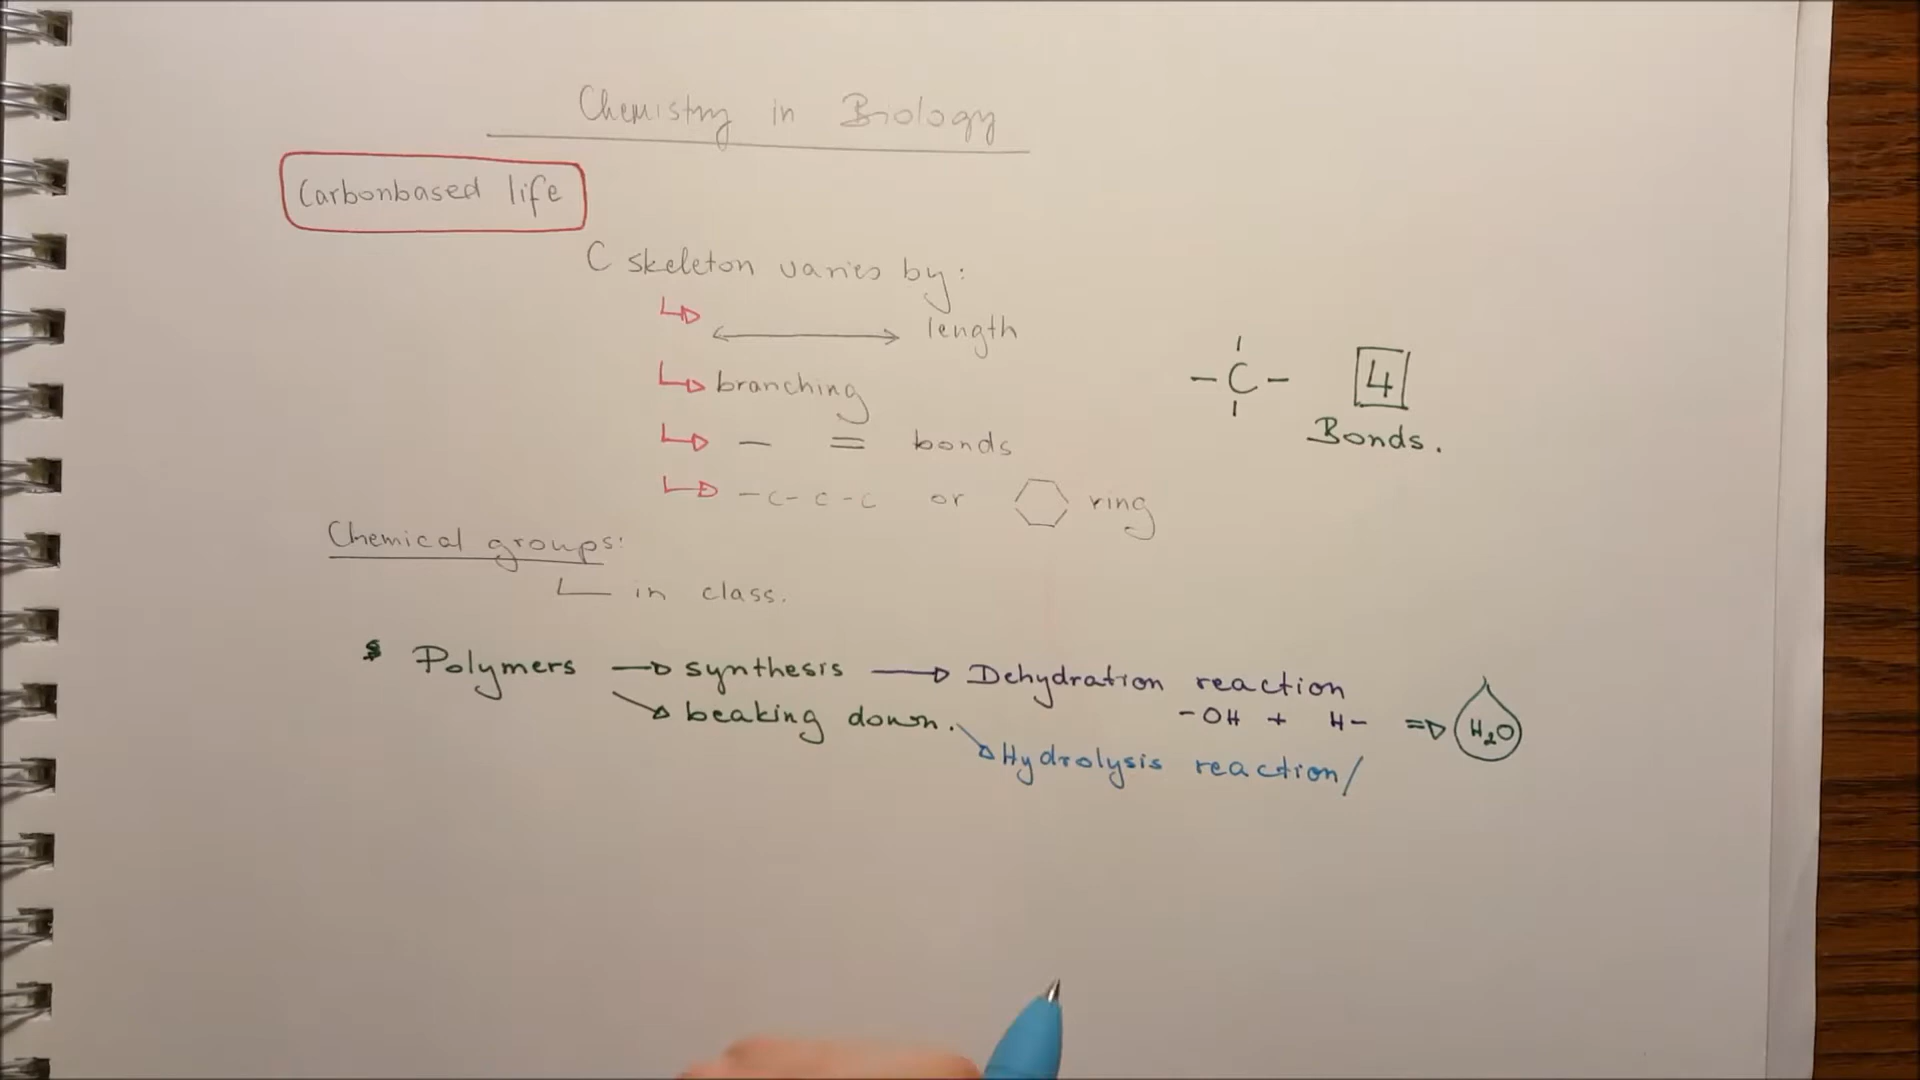 Chemistry in Biology
Carbonbased life
C skeleton varies by:
length
branching
— = bonds
-C-C-C or ring
-C- 4
Bonds.
Chemical groups:
in class.
Polymers → synthesis → Dehydration reaction
-OH + H- ⇒ H₂O
beaking down.
Hydrolysis reaction/